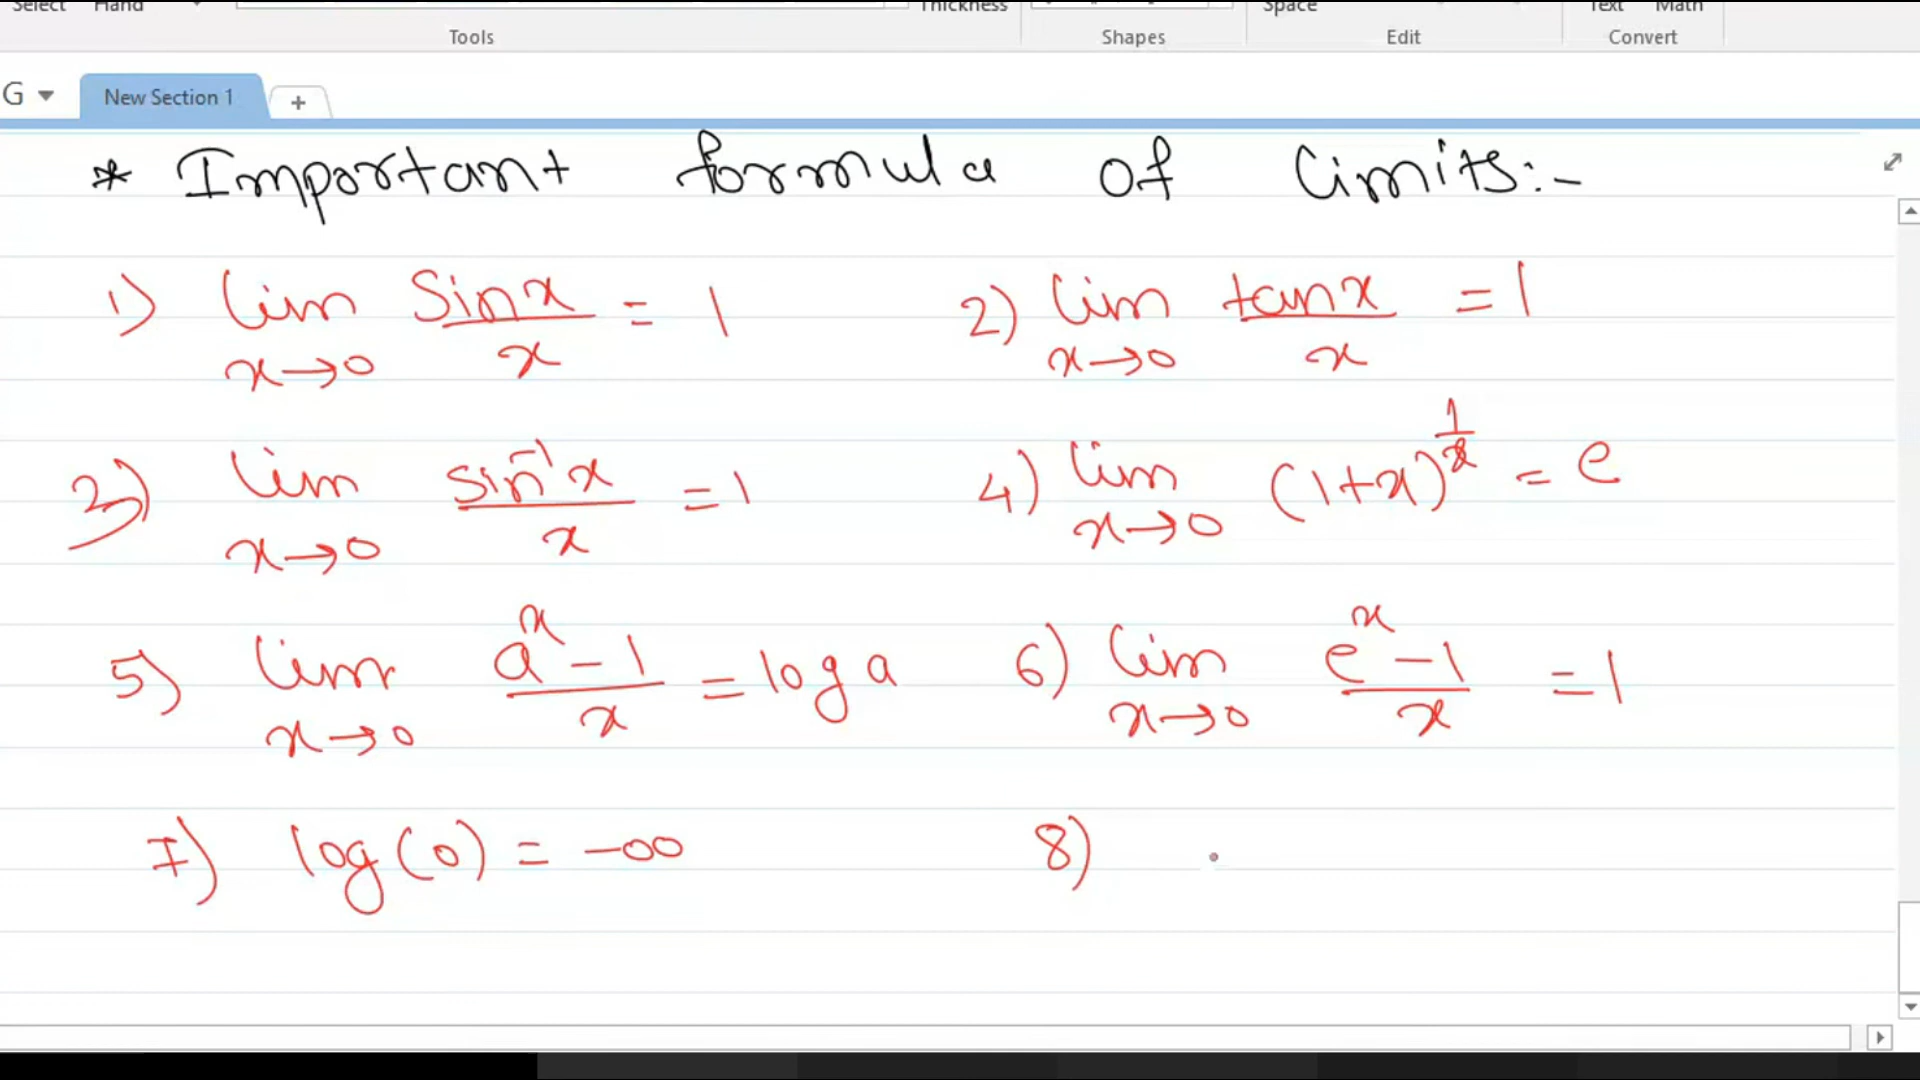 Select Hand Thickness Space Text Math
Tools Shapes Edit Convert
G New Section 1 +
* Important formula of limits:-
1) lim x→0 sinx/x = 1 2) lim x→0 tanx/x = 1
3) lim x→0 sin⁻¹x/x = 1 4) lim x→0 (1+x)^(1/x) = e
5) lim x→0 a^x-1/x = log a 6) lim x→0 e^x-1/x = 1
7) log(0) = -∞ 8)